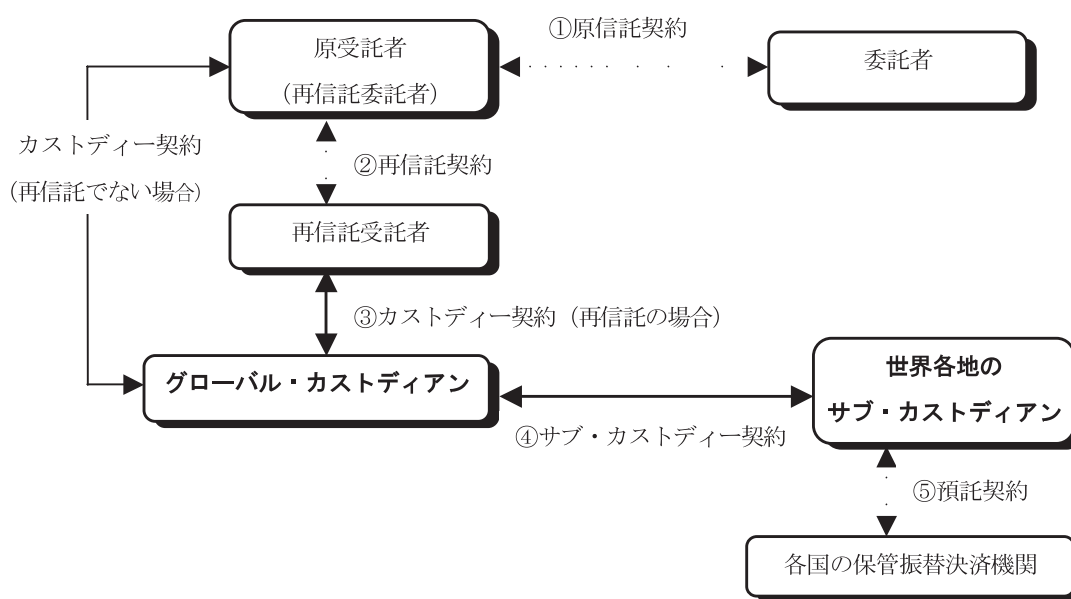 ①原信託契約
原受託者
(再信託委託者)
委託者
カストディー契約
(再信託でない場合)
②再信託契約
再信託受託者
③カストディー契約(再信託の場合)
グローバル・カストディアン
世界各地の
サブ・カストディアン
④サブ・カストディー契約
⑤預託契約
各国の保管振替決済機関